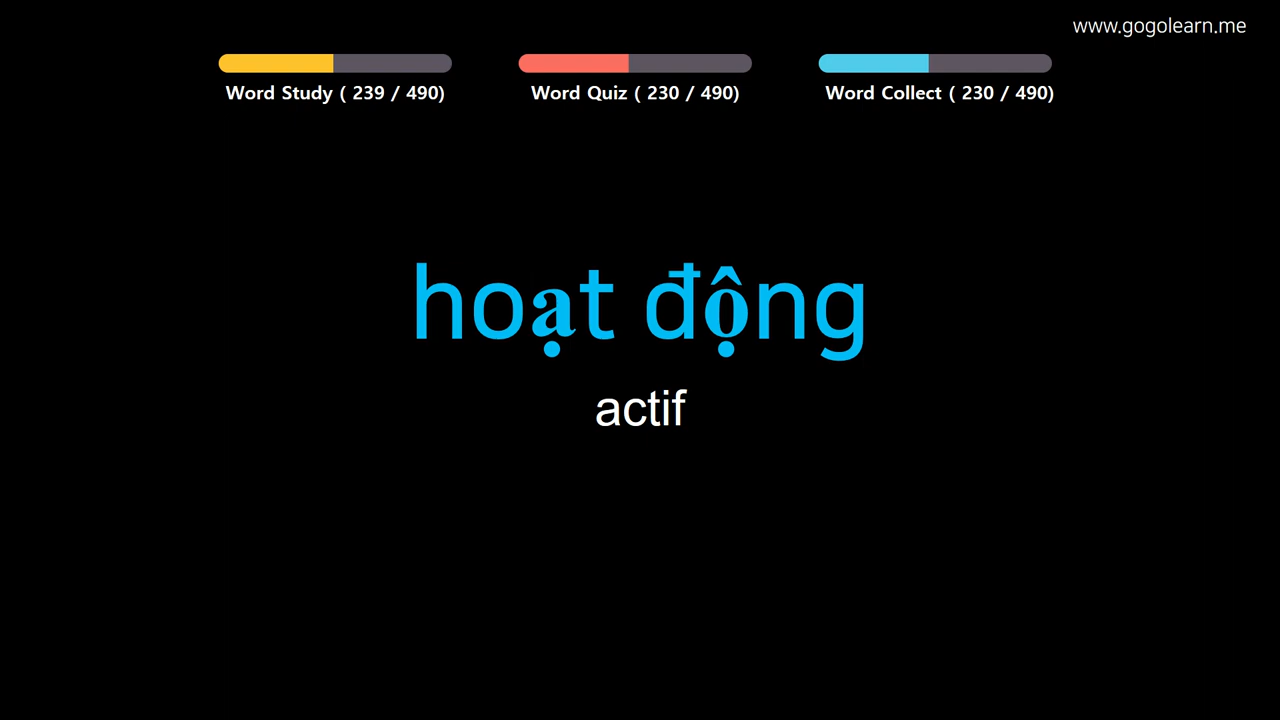 www.gogolearn.me
Word Study ( 239 / 490)
Word Quiz ( 230 / 490)
Word Collect ( 230 / 490)
hoạt động
actif